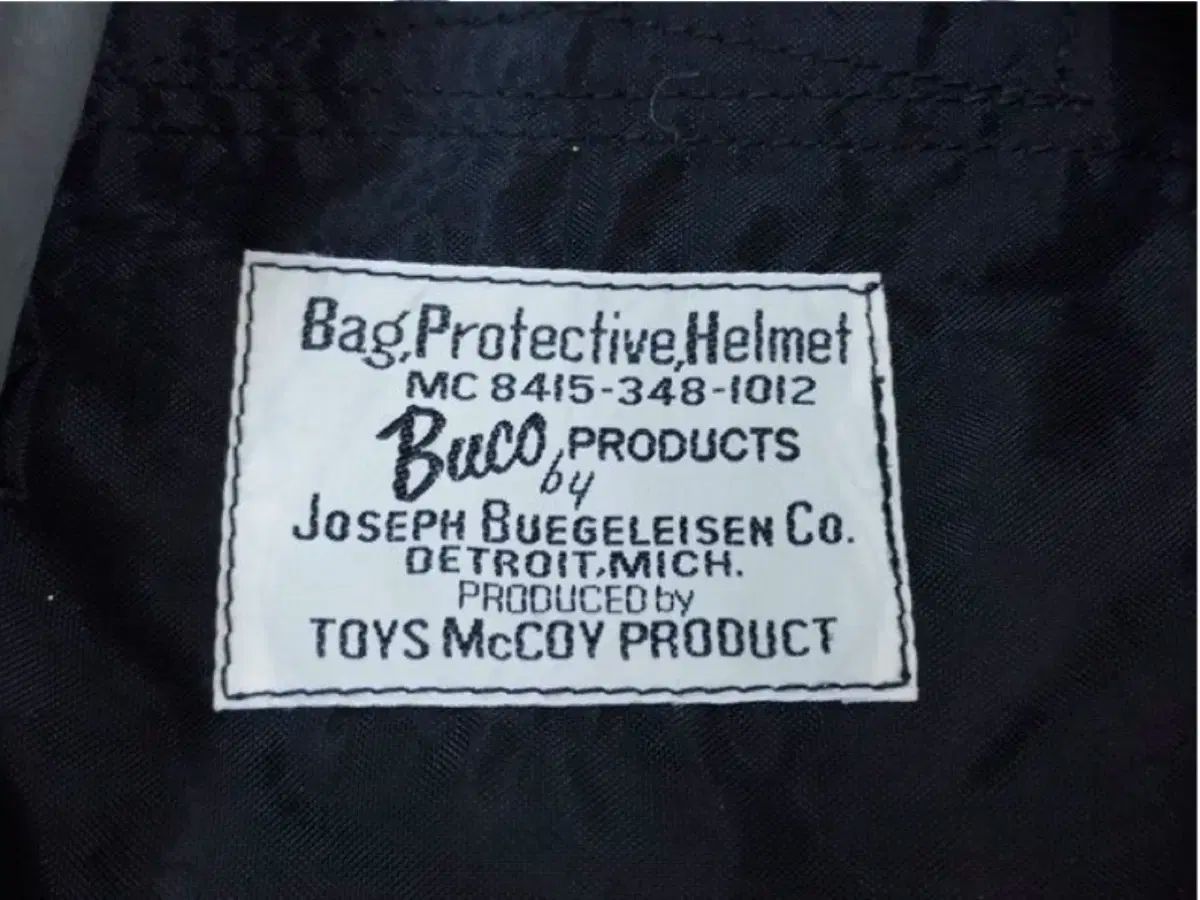 Bag,Protective,Helmet
MC 8415-348-1012
Buco PRODUCTS
by
JOSEPH BUEGELEISEN CO.
DETROIT,MICH.
PRODUCED by
TOYS McCOY PRODUCT